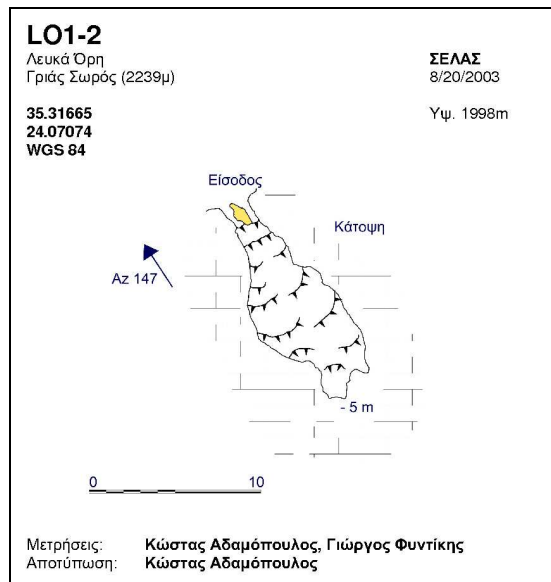 LO1-2
Λευκά Όρη
Γριάς Σωρός (2239μ)
ΣΕΛΑΣ
8/20/2003
35.31665
24.07074
WGS 84
Υψ. 1998m
Είσοδος
Κάτοψη
Az 147
- 5 m
0 10
Μετρήσεις: Κώστας Αδαμόπουλος, Γιώργος Φυντίκης
Αποτύπωση: Κώστας Αδαμόπουλος